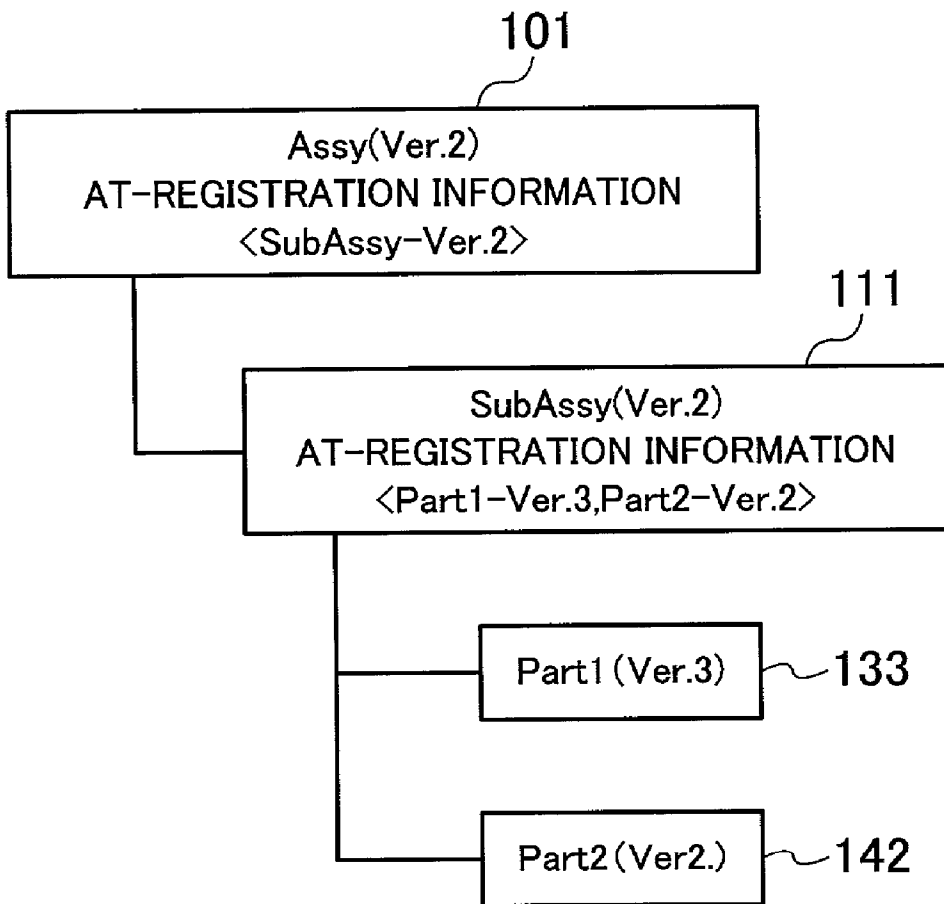 101
Assy(Ver.2)
AT-REGISTRATION INFORMATION
<SubAssy-Ver.2>
111
SubAssy(Ver.2)
AT-REGISTRATION INFORMATION
<Part1-Ver.3,Part2-Ver.2>
Part1(Ver.3) 133
Part2(Ver2.) 142